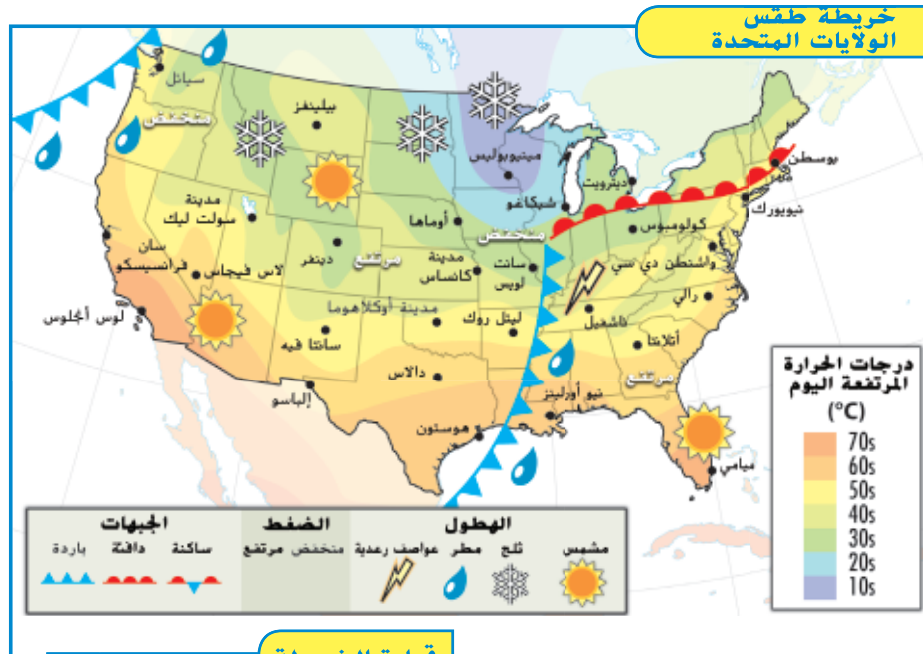 خريطة طقس
الولايات المتحدة
سياتل
منخفض
بيلينغز
مينيوبوليس
بوسطن
ديترويت
شيكاغو
نيويورك
مدينة
سولت ليك
أوماها
منخفض
كولومبوس
سان
فرانسيسكو
لاس فيجاس
دينفر
مرتفع
مدينة
كانساس
سانت
لويس
واشنطن دي سي
رالي
لوس أنجلوس
سانتا فيه
مدينة أوكلاهوما
ليتل روك
ناشفيل
أتلانتا
إلباسو
دالاس
نيو أورلينز
مرتفع
هوستون
ميامي
درجات الحرارة
المرتفعة اليوم
(°C)
70s
60s
50s
40s
30s
20s
10s
الهطول
الضغط
الجبهات
مشمس
ثلج
مطر
عواصف رعدية
منخفض مرتفع
ساكنة
دافئة
باردة